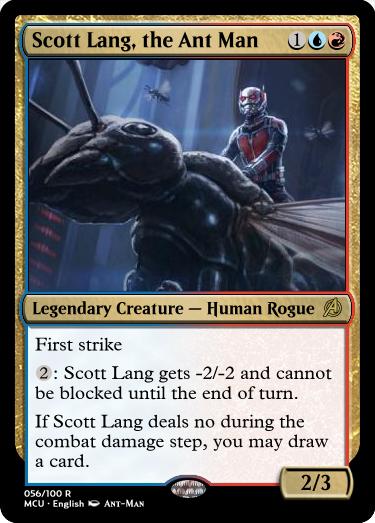 Scott Lang, the Ant Man 1
Legendary Creature — Human Rogue
First strike
2: Scott Lang gets -2/-2 and cannot
be blocked until the end of turn.
If Scott Lang deals no during the
combat damage step, you may draw
a card.
2/3
056/100 R
MCU • English ANT-MAN